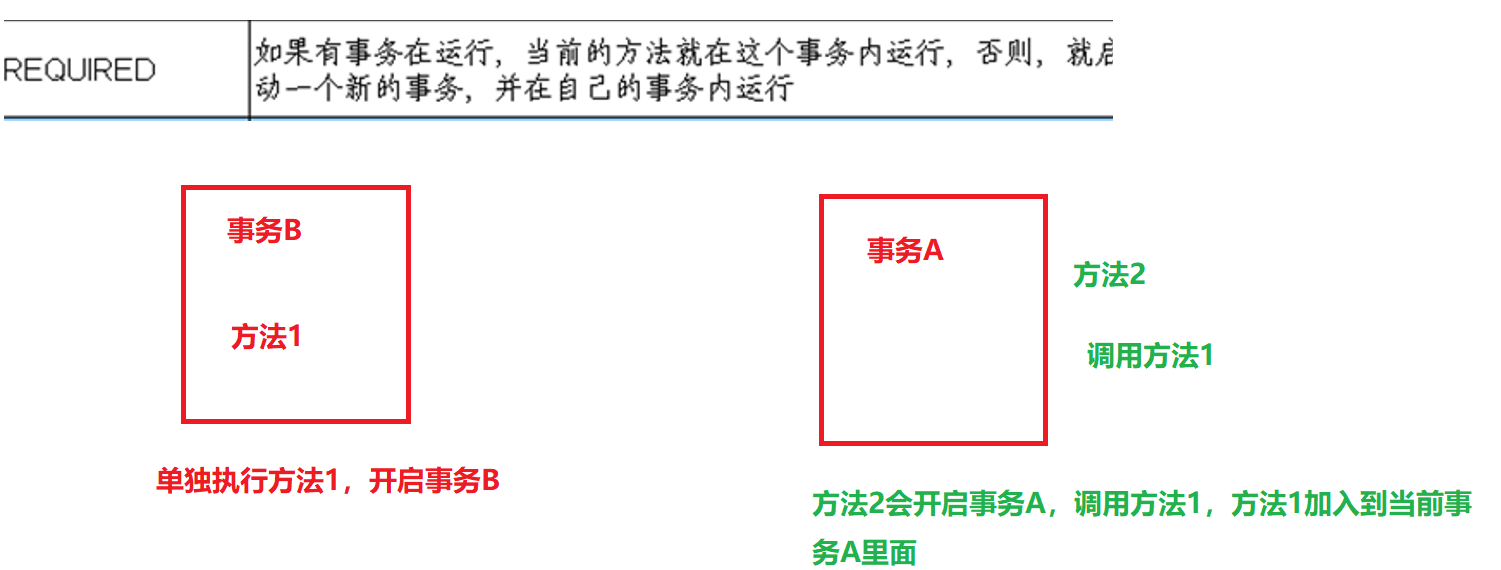 REQUIRED
如果有事务在运行，当前的方法就在这个事务内运行，否则，就启
动一个新的事务，并在自己的事务内运行
事务B
方法1
单独执行方法1，开启事务B
事务A
方法2
调用方法1
方法2会开启事务A，调用方法1，方法1加入到当前事
务A里面